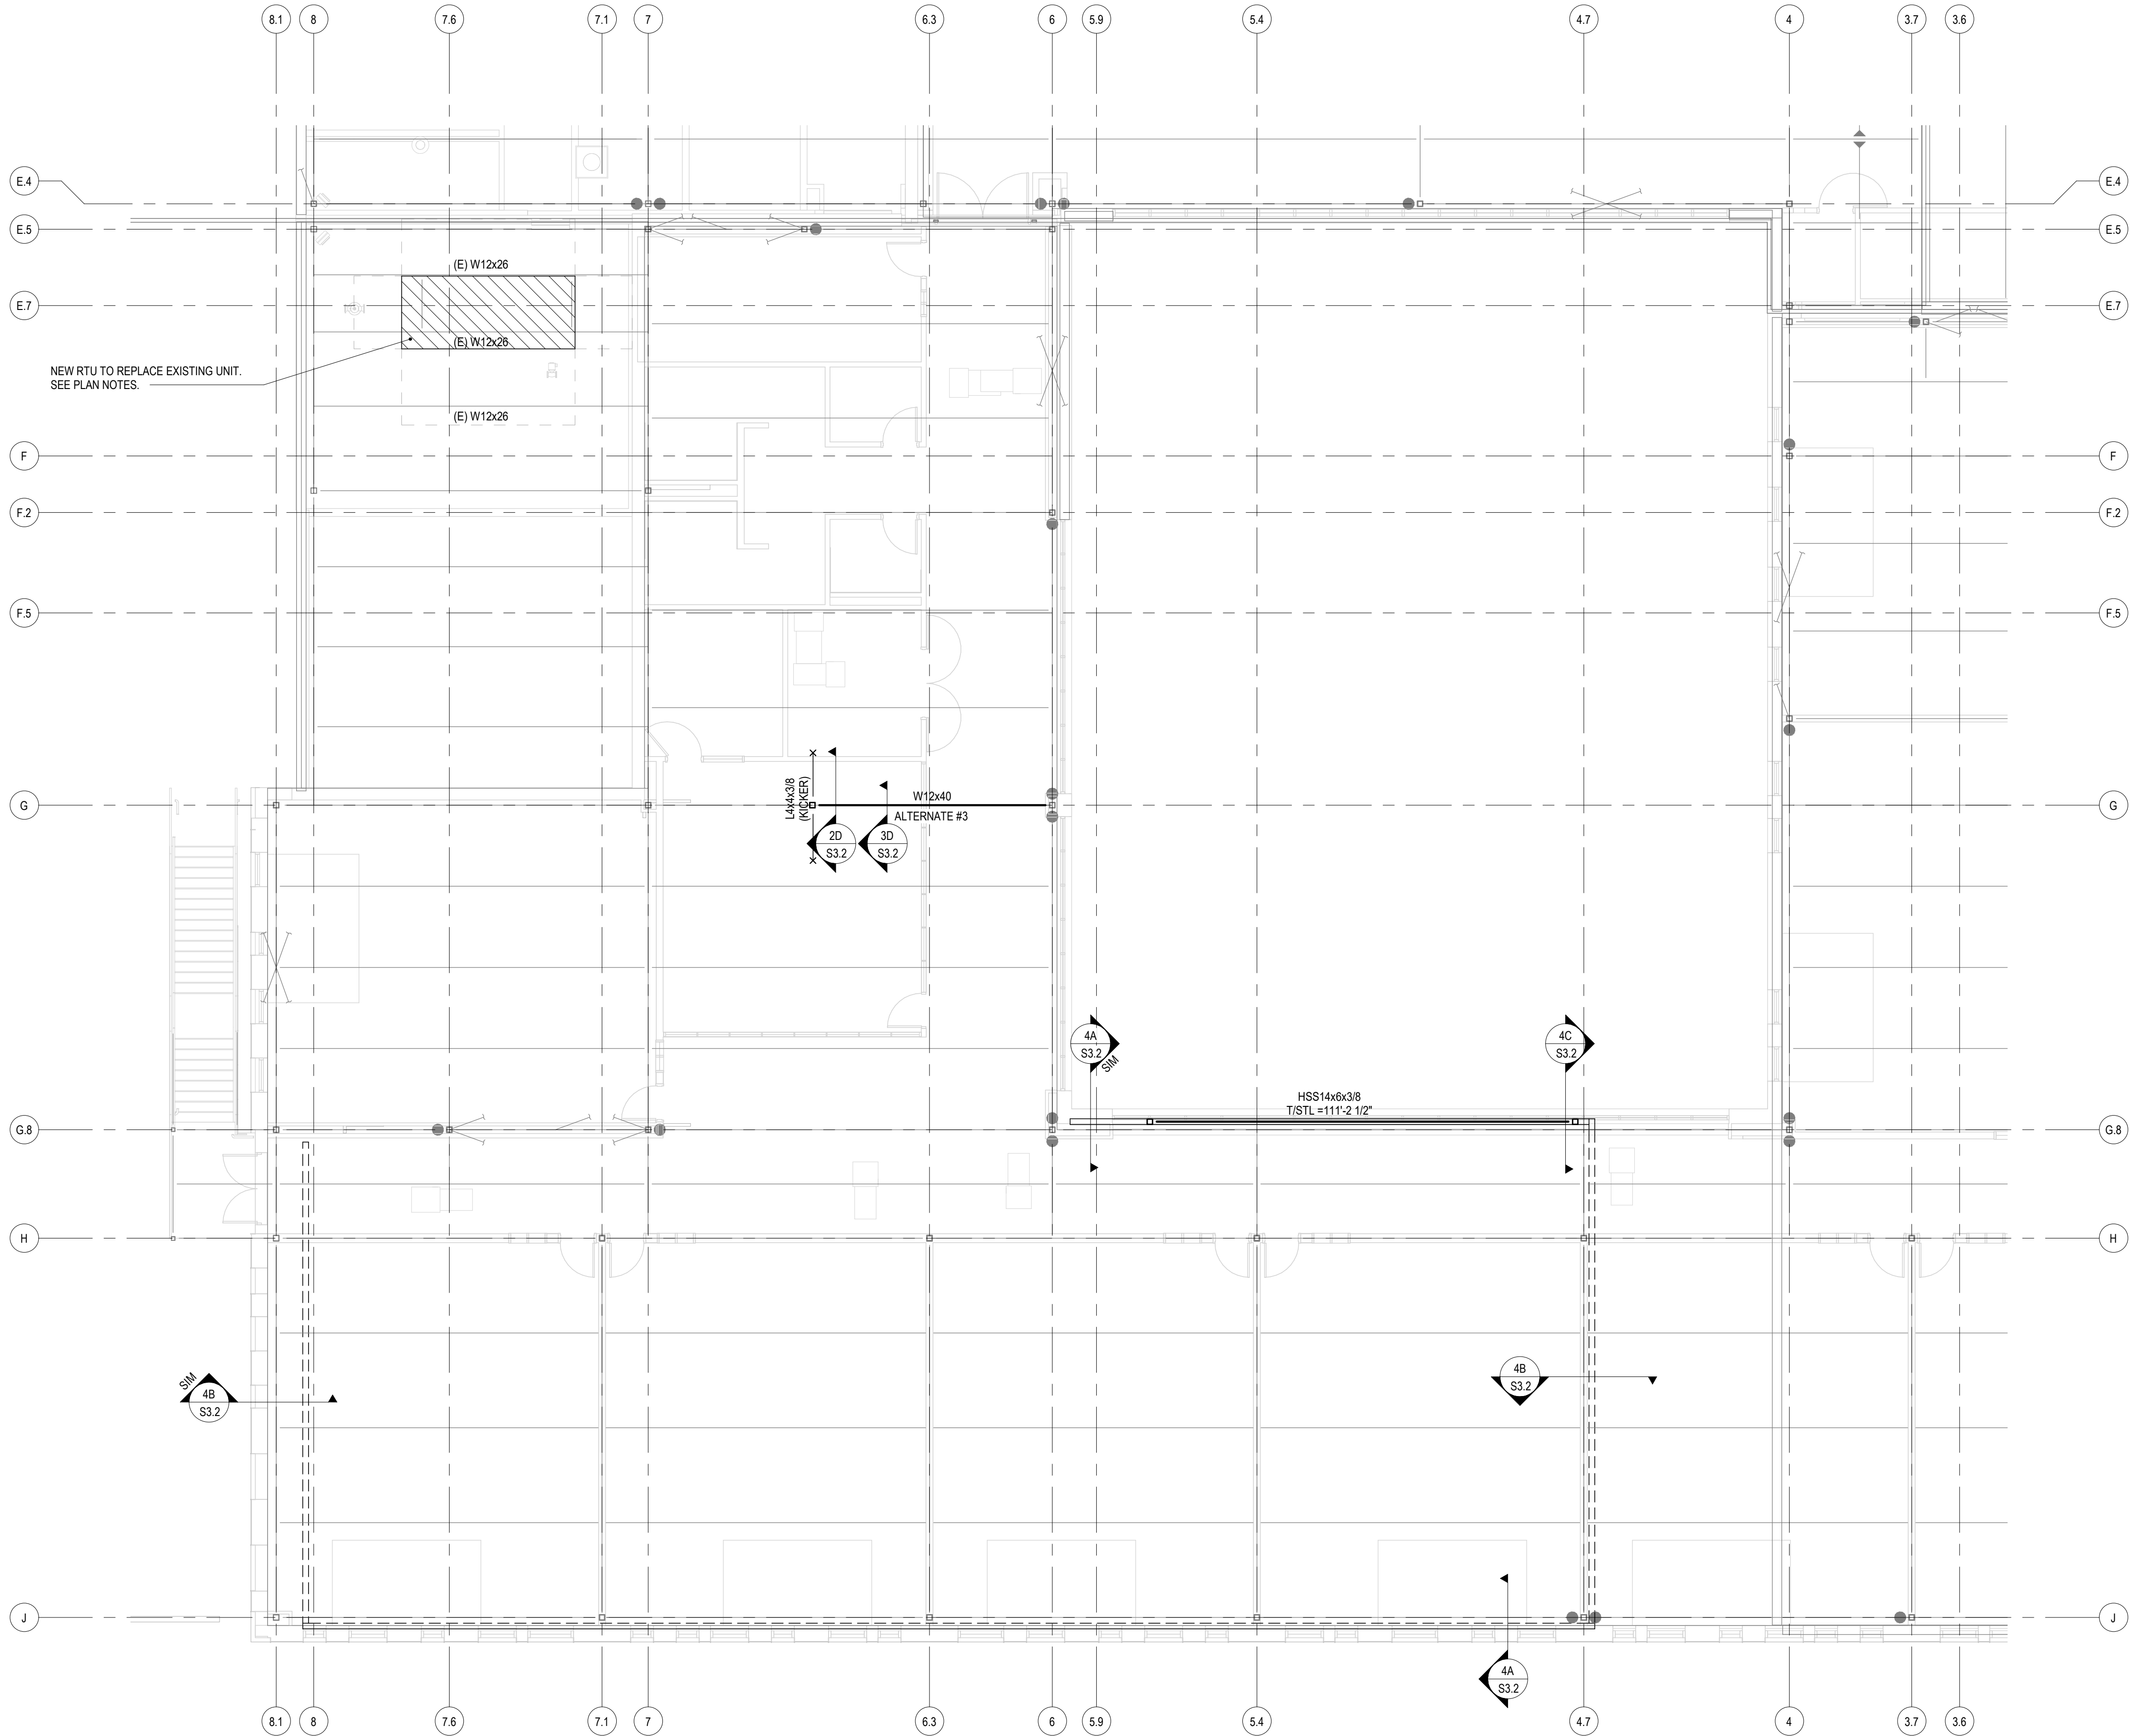 8.1 8 7.6 7.1 7 6.3 6 5.9 5.4 4.7 4 3.7 3.6
E.4 E.4
E.5 E.5
(E) W12x26
E.7 E.7
(E) W12x26
NEW RTU TO REPLACE EXISTING UNIT.
SEE PLAN NOTES.
(E) W12x26
F F
F.2 F.2
F.5 F.5
L4x4x3/8
(KICKER)
G W12x40 G
ALTERNATE #3
2D
S3.2
3D
S3.2
4A
S3.2
SIM
4C
S3.2
HSS14x6x3/8
T/STL =111'-2 1/2"
G.8 G.8
H H
SIM
4B
S3.2
4B
S3.2
J J
4A
S3.2
8.1 8 7.6 7.1 7 6.3 6 5.9 5.4 4.7 4 3.7 3.6